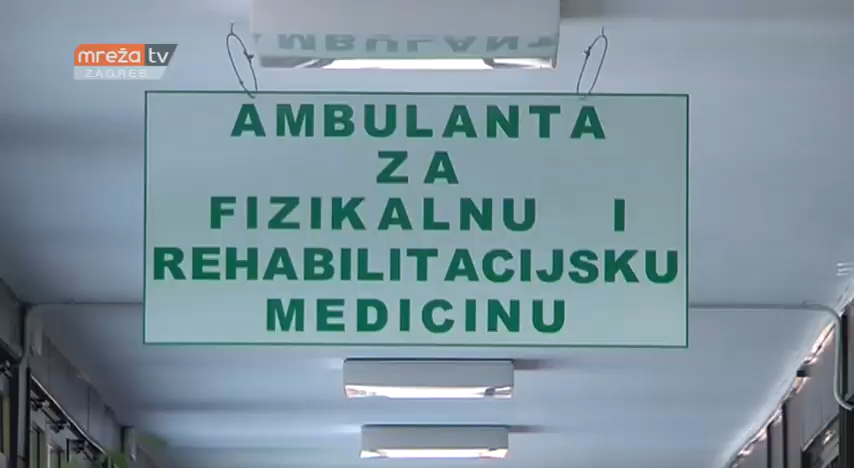 mreža tv
ZAGREB
AMBULANTA
ZA
FIZIKALNU I
REHABILITACIJSKU
MEDICINU